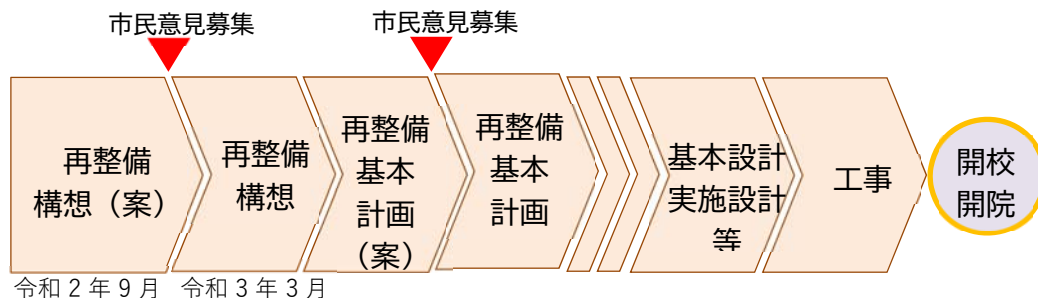 市民意見募集
市民意見募集
再整備
構想（案）
再整備
構想
再整備
基本
計画
（案）
再整備
基本
計画
基本設計
実施設計
等
工事
開校
開院
令和２年９月
令和３年３月